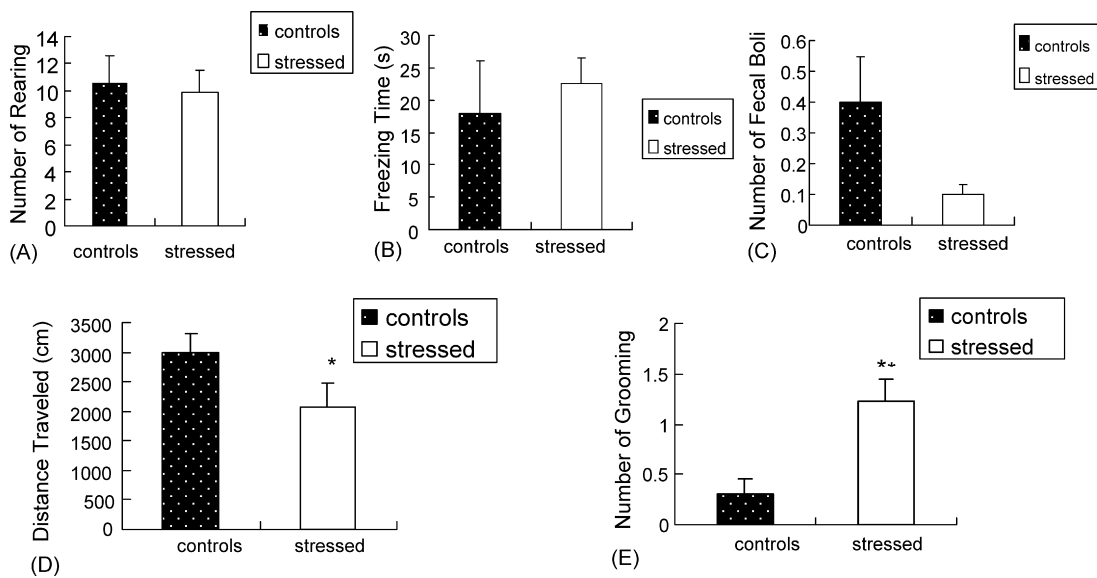 controls
stressed
14
12
10
8
6
4
2
0
Number of Rearing
controls stressed
(A)
30
25
20
15
10
5
0
Freezing Time (s)
controls
stressed
controls stressed
(B)
0.6
0.5
0.4
0.3
0.2
0.1
0
Number of Fecal Boli
controls
stressed
controls stressed
(C)
3500
3000
2500
2000
1500
1000
500
0
Distance Traveled (cm)
controls
stressed
*
controls stressed
(D)
2
1.5
1
0.5
0
Number of Grooming
controls
stressed
**
controls stressed
(E)